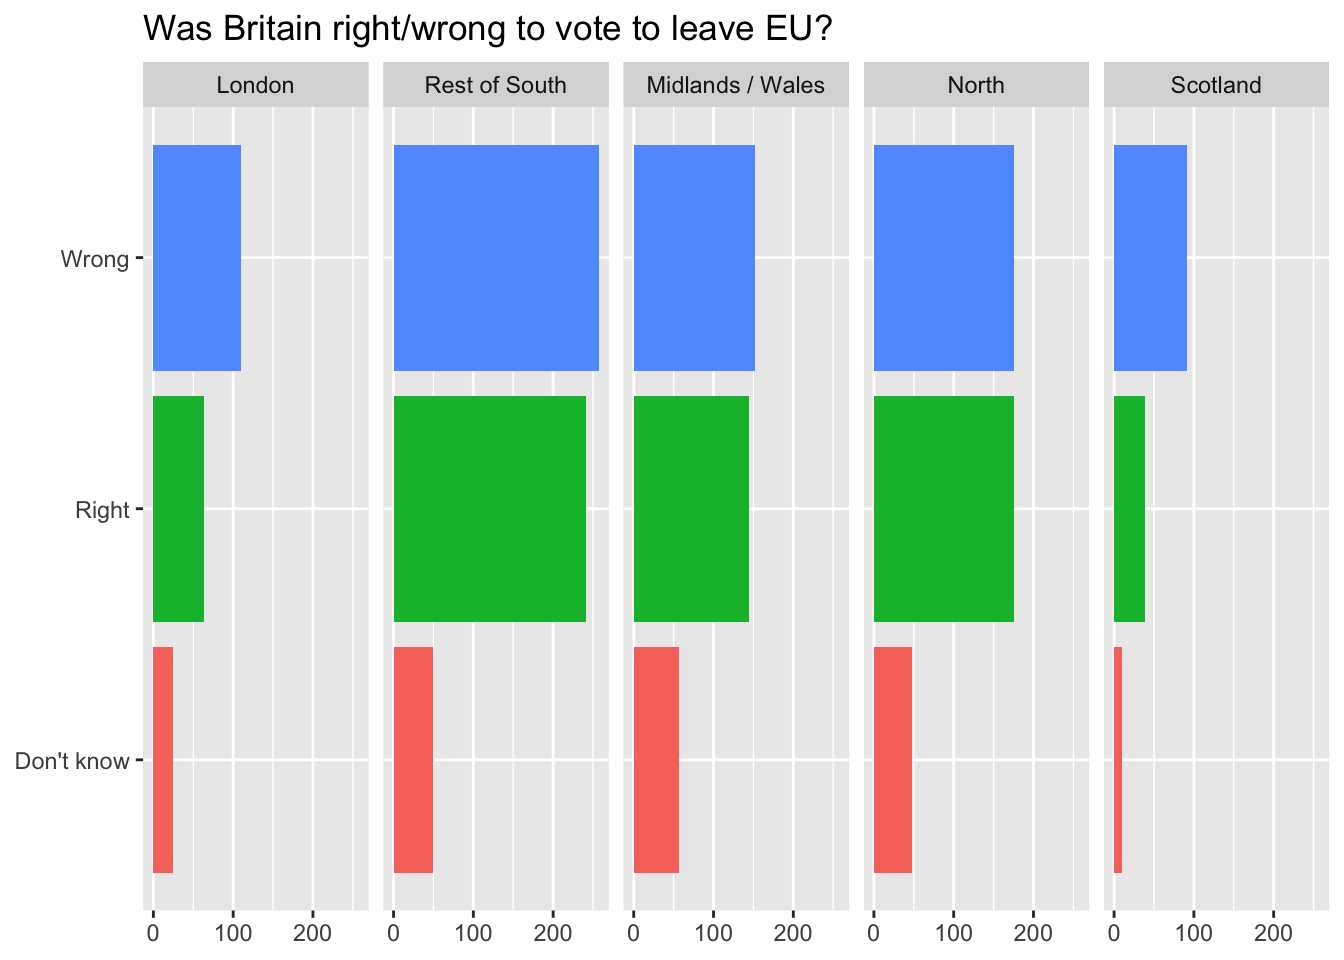 Was Britain right/wrong to vote to leave EU?
London Rest of South Midlands / Wales North Scotland
Wrong
Right
Don't know
0 100 200 0 100 200 0 100 200 0 100 200 0 100 200